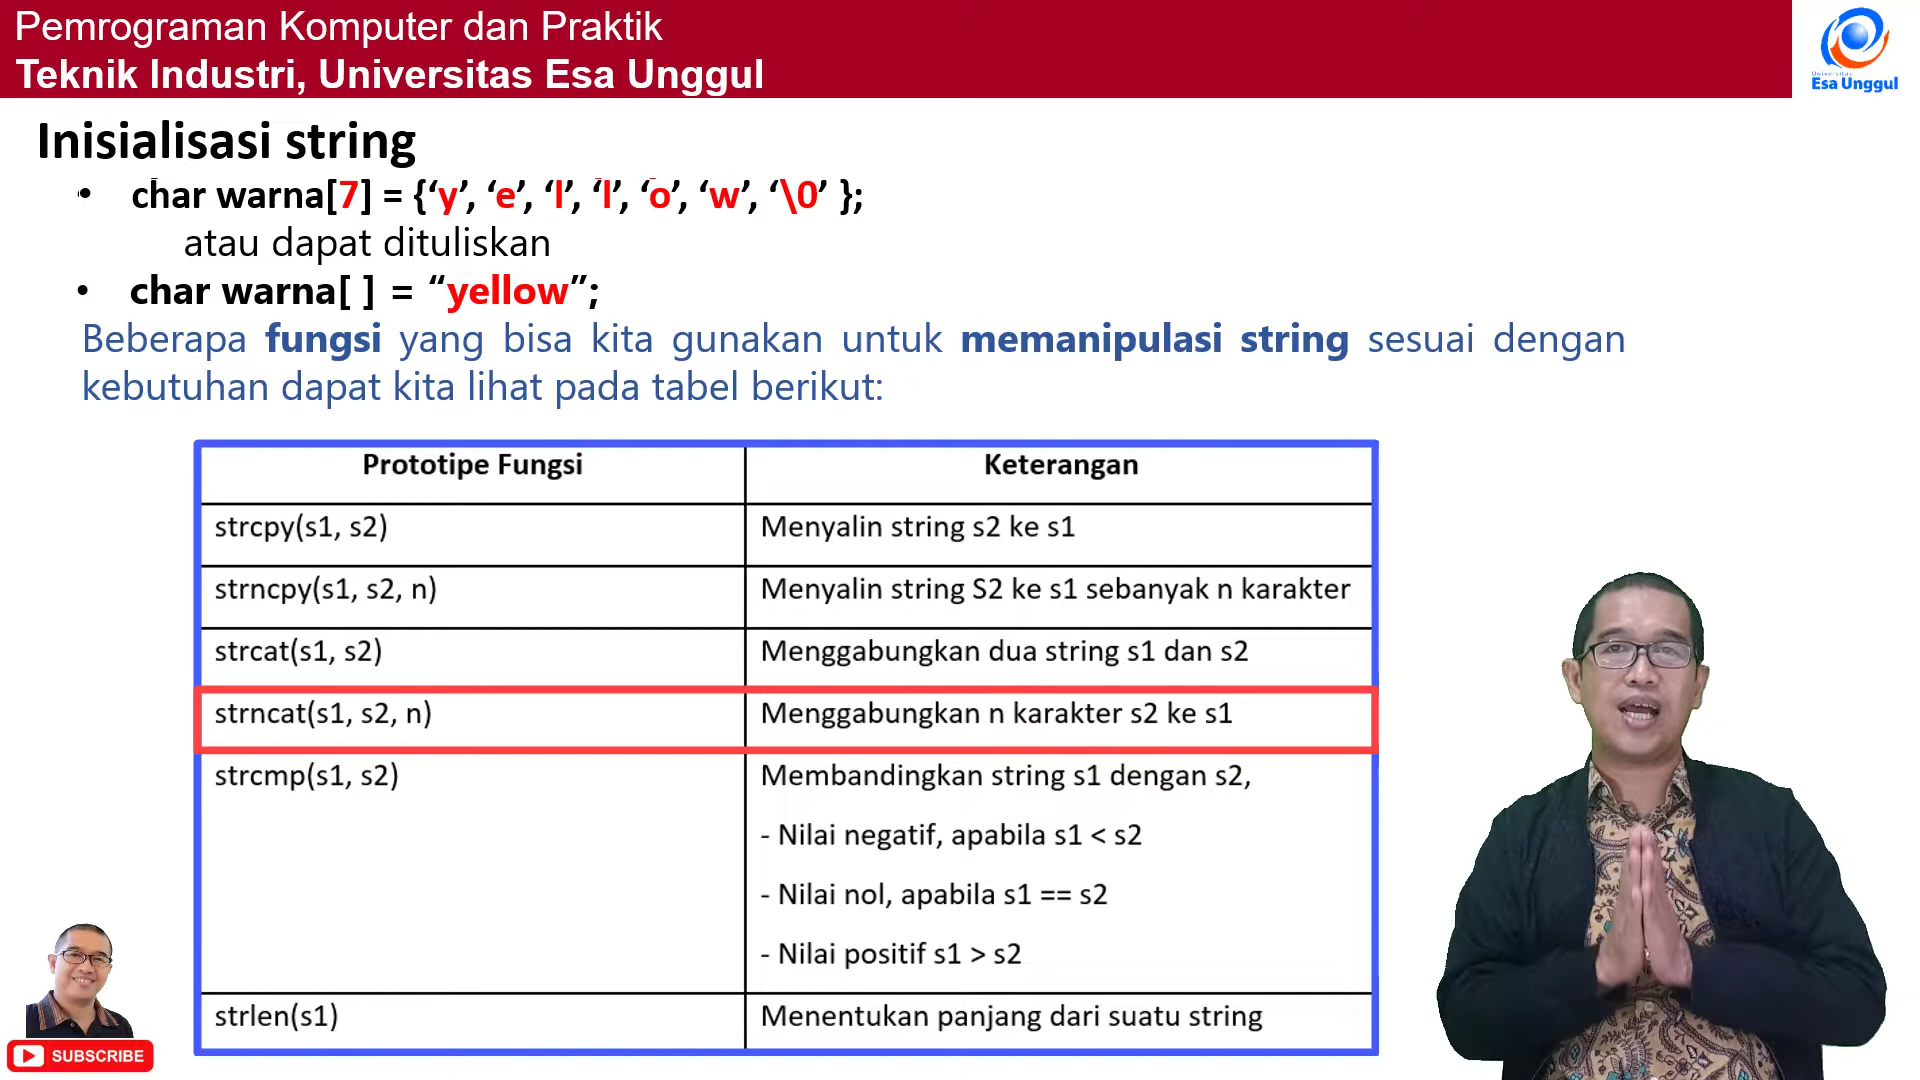 Pemrograman Komputer dan Praktik
Teknik Industri, Universitas Esa Unggul
Universitas
Esa Unggul
Inisialisasi string
• char warna[7] = {‘y’, ‘e’, ‘l’, ‘l’, ‘o’, ‘w’, ‘\0’ };
atau dapat dituliskan
• char warna[ ] = “yellow”;
Beberapa fungsi yang bisa kita gunakan untuk memanipulasi string sesuai dengan
kebutuhan dapat kita lihat pada tabel berikut:
Prototipe Fungsi Keterangan
strcpy(s1, s2) Menyalin string s2 ke s1
strncpy(s1, s2, n) Menyalin string S2 ke s1 sebanyak n karakter
strcat(s1, s2) Menggabungkan dua string s1 dan s2
strncat(s1, s2, n) Menggabungkan n karakter s2 ke s1
strcmp(s1, s2) Membandingkan string s1 dengan s2,
- Nilai negatif, apabila s1 < s2
- Nilai nol, apabila s1 == s2
- Nilai positif s1 > s2
strlen(s1) Menentukan panjang dari suatu string
SUBSCRIBE